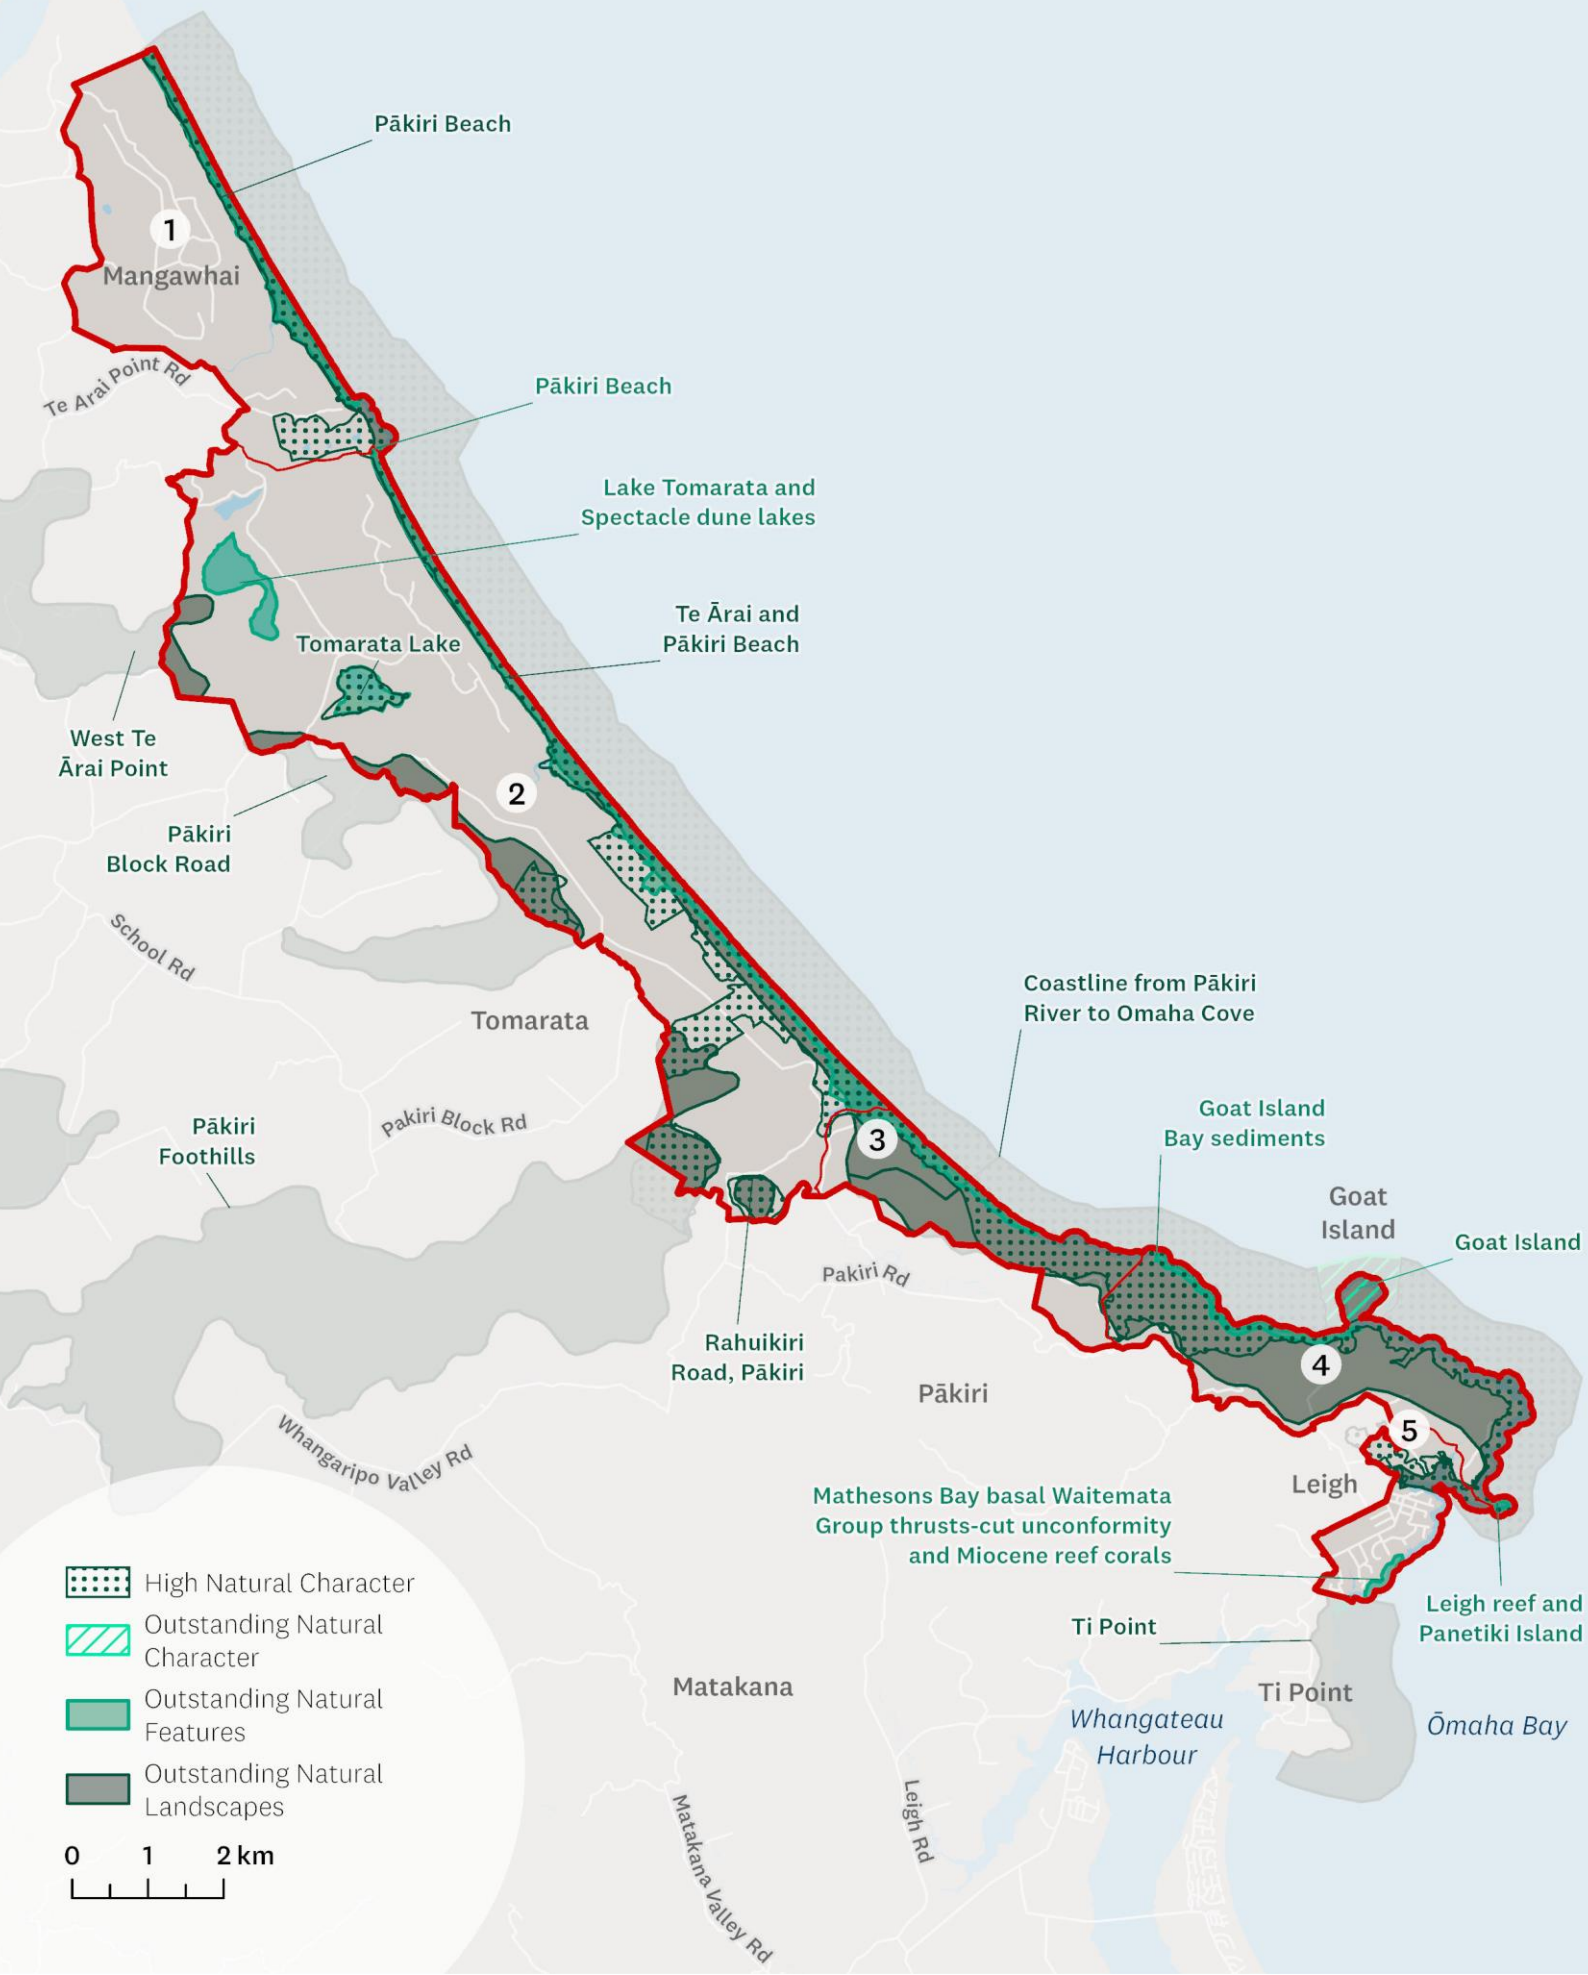 Pākiri Beach
1
Mangawhai
Te Arai Point Rd
Pākiri Beach
Lake Tomarata and
Spectacle dune lakes
Te Ārai and
Pākiri Beach
Tomarata Lake
West Te
Ārai Point
2
Pākiri
Block Road
School Rd
Tomarata
Coastline from Pākiri
River to Omaha Cove
Pakiri Block Rd
Pākiri
Foothills
3
Goat Island
Bay sediments
Goat
Island
Goat Island
Pakiri Rd
Rahuikiri
Road, Pākiri
4
Pākiri
5
Whangaripo Valley Rd
Leigh
Mathesons Bay basal Waitemata
Group thrusts-cut unconformity
and Miocene reef corals
Leigh reef and
Panetiki Island
Ti Point
Matakana
Ti Point
Whangateau
Harbour
Ōmaha Bay
Leigh Rd
Matakana Valley Rd
High Natural Character
Outstanding Natural
Character
Outstanding Natural
Features
Outstanding Natural
Landscapes
0 1 2 km